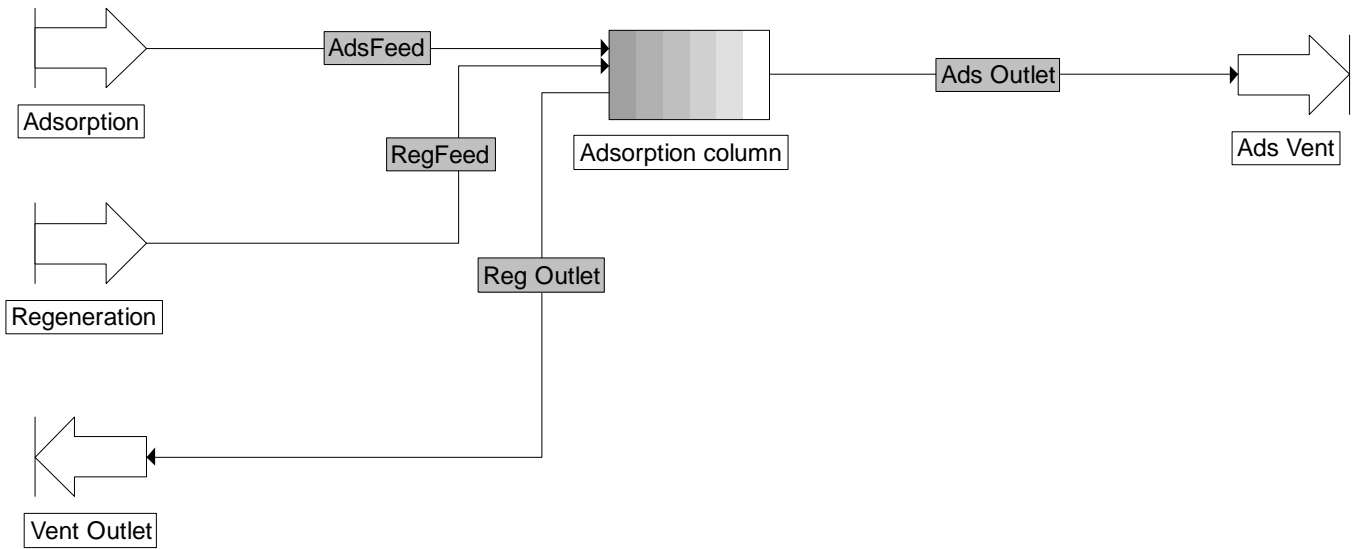 AdsFeed
Ads Outlet
Adsorption
RegFeed
Adsorption column
Ads Vent
Reg Outlet
Regeneration
Vent Outlet